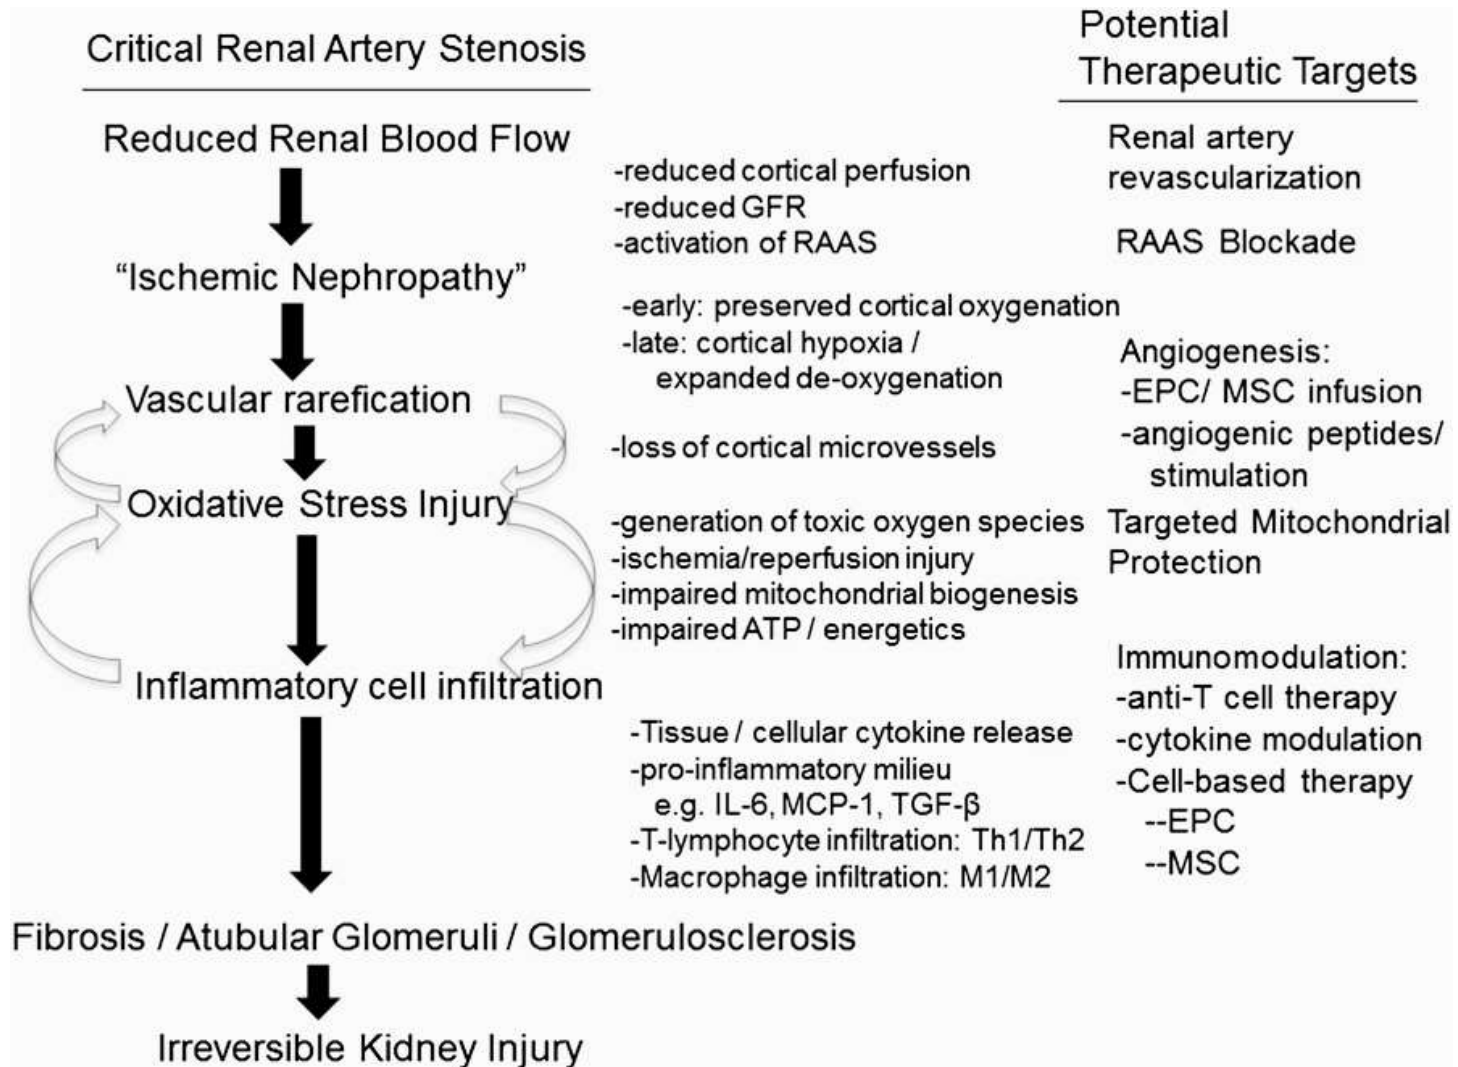 Critical Renal Artery Stenosis
Reduced Renal Blood Flow
“Ischemic Nephropathy”
Vascular rarefication
Oxidative Stress Injury
Inflammatory cell infiltration
Fibrosis / Atubular Glomeruli / Glomerulosclerosis
Irreversible Kidney Injury
-reduced cortical perfusion
-reduced GFR
-activation of RAAS
-early: preserved cortical oxygenation
-late: cortical hypoxia /
expanded de-oxygenation
-loss of cortical microvessels
-generation of toxic oxygen species
-ischemia/reperfusion injury
-impaired mitochondrial biogenesis
-impaired ATP / energetics
-Tissue / cellular cytokine release
-pro-inflammatory milieu
e.g. IL-6, MCP-1, TGF-β
-T-lymphocyte infiltration: Th1/Th2
-Macrophage infiltration: M1/M2
Potential
Therapeutic Targets
Renal artery
revascularization
RAAS Blockade
Angiogenesis:
-EPC/ MSC infusion
-angiogenic peptides/
stimulation
Targeted Mitochondrial
Protection
Immunomodulation:
-anti-T cell therapy
-cytokine modulation
-Cell-based therapy
--EPC
--MSC